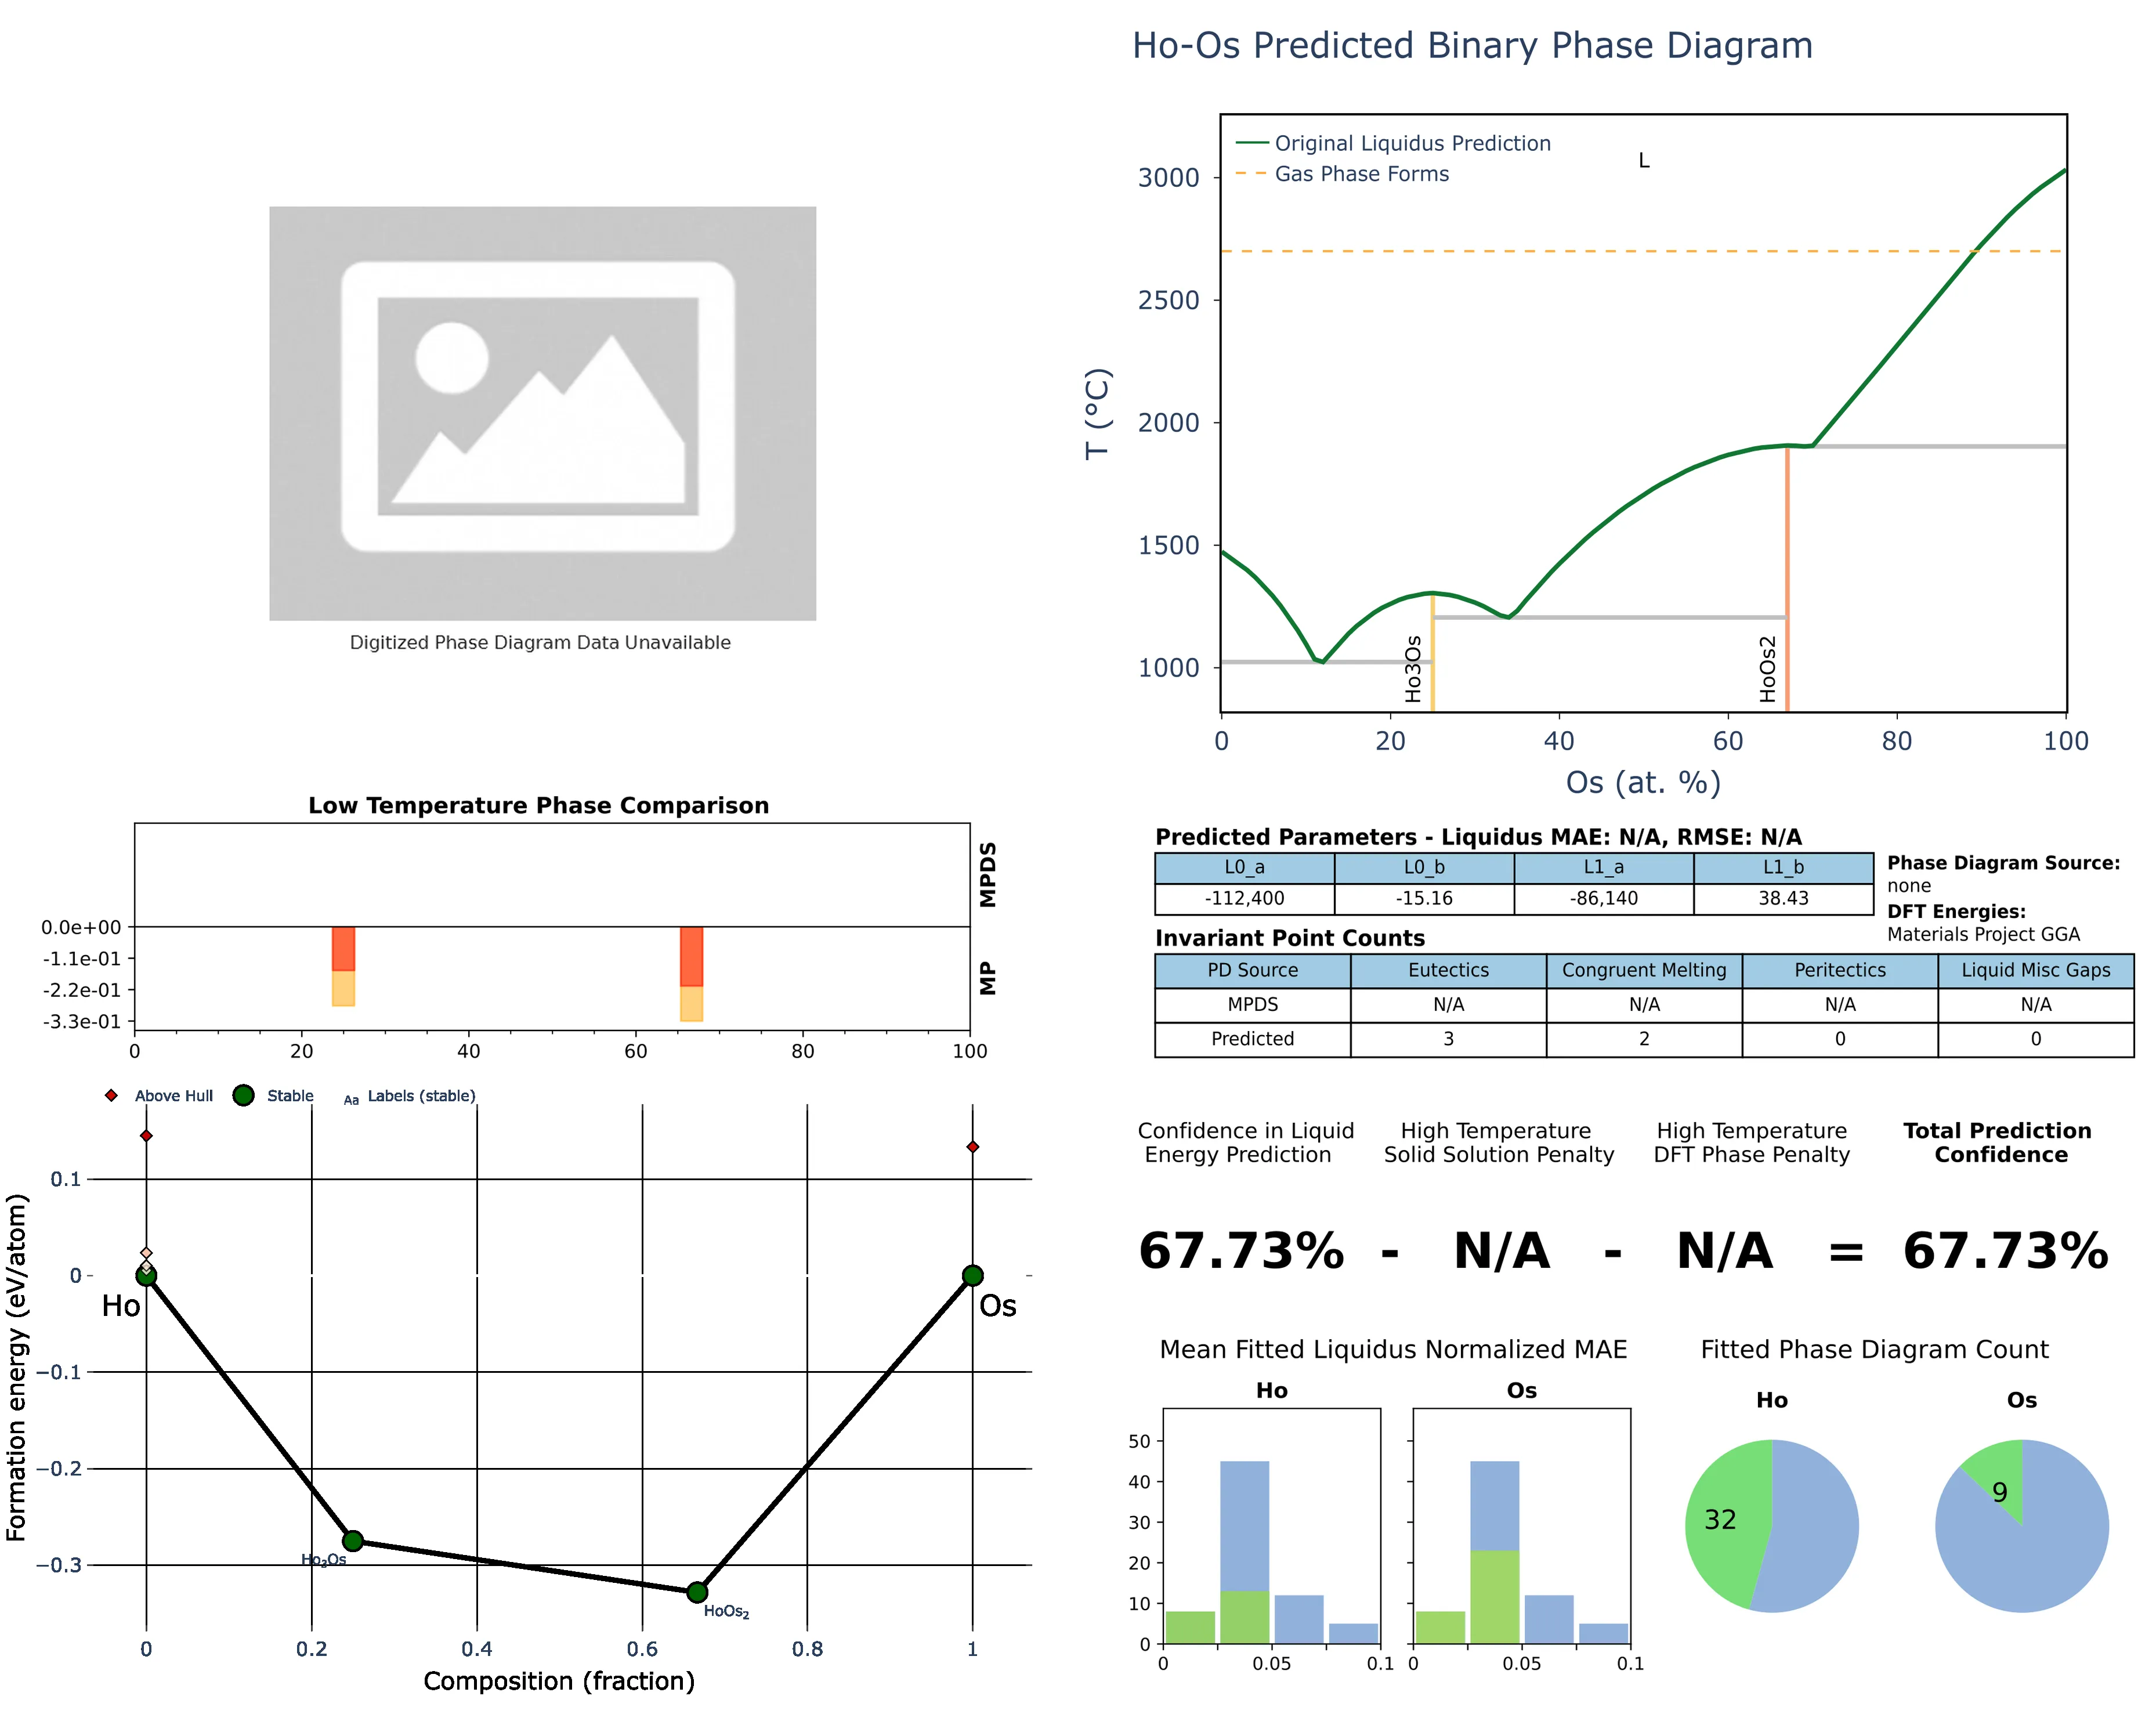 Ho-Os Predicted Binary Phase Diagram
Original Liquidus Prediction
Gas Phase Forms
L
3000
2500
2000
1500
1000
T (°C)
Ho3Os
HoOs2
0 20 40 60 80 100
Os (at. %)
Digitized Phase Diagram Data Unavailable
Low Temperature Phase Comparison
MPDS
MP
0.0e+00
-1.1e-01
-2.2e-01
-3.3e-01
0 20 40 60 80 100
Predicted Parameters - Liquidus MAE: N/A, RMSE: N/A
L0_a L0_b L1_a L1_b
-112,400 -15.16 -86,140 38.43
Phase Diagram Source:
none
DFT Energies:
Materials Project GGA
Invariant Point Counts
PD Source Eutectics Congruent Melting Peritectics Liquid Misc Gaps
MPDS N/A N/A N/A N/A
Predicted 3 2 0 0
Above Hull Stable Aa Labels (stable)
0.1
0
−0.1
−0.2
−0.3
Formation energy (eV/atom)
Ho
Os
Ho₃Os
HoOs₂
0 0.2 0.4 0.6 0.8 1
Composition (fraction)
Confidence in Liquid
Energy Prediction
High Temperature
Solid Solution Penalty
High Temperature
DFT Phase Penalty
Total Prediction
Confidence
67.73% - N/A - N/A = 67.73%
Mean Fitted Liquidus Normalized MAE
Ho
Os
50
40
30
20
10
0
0 0.05 0.1
0 0.05 0.1
Fitted Phase Diagram Count
Ho
Os
32
9